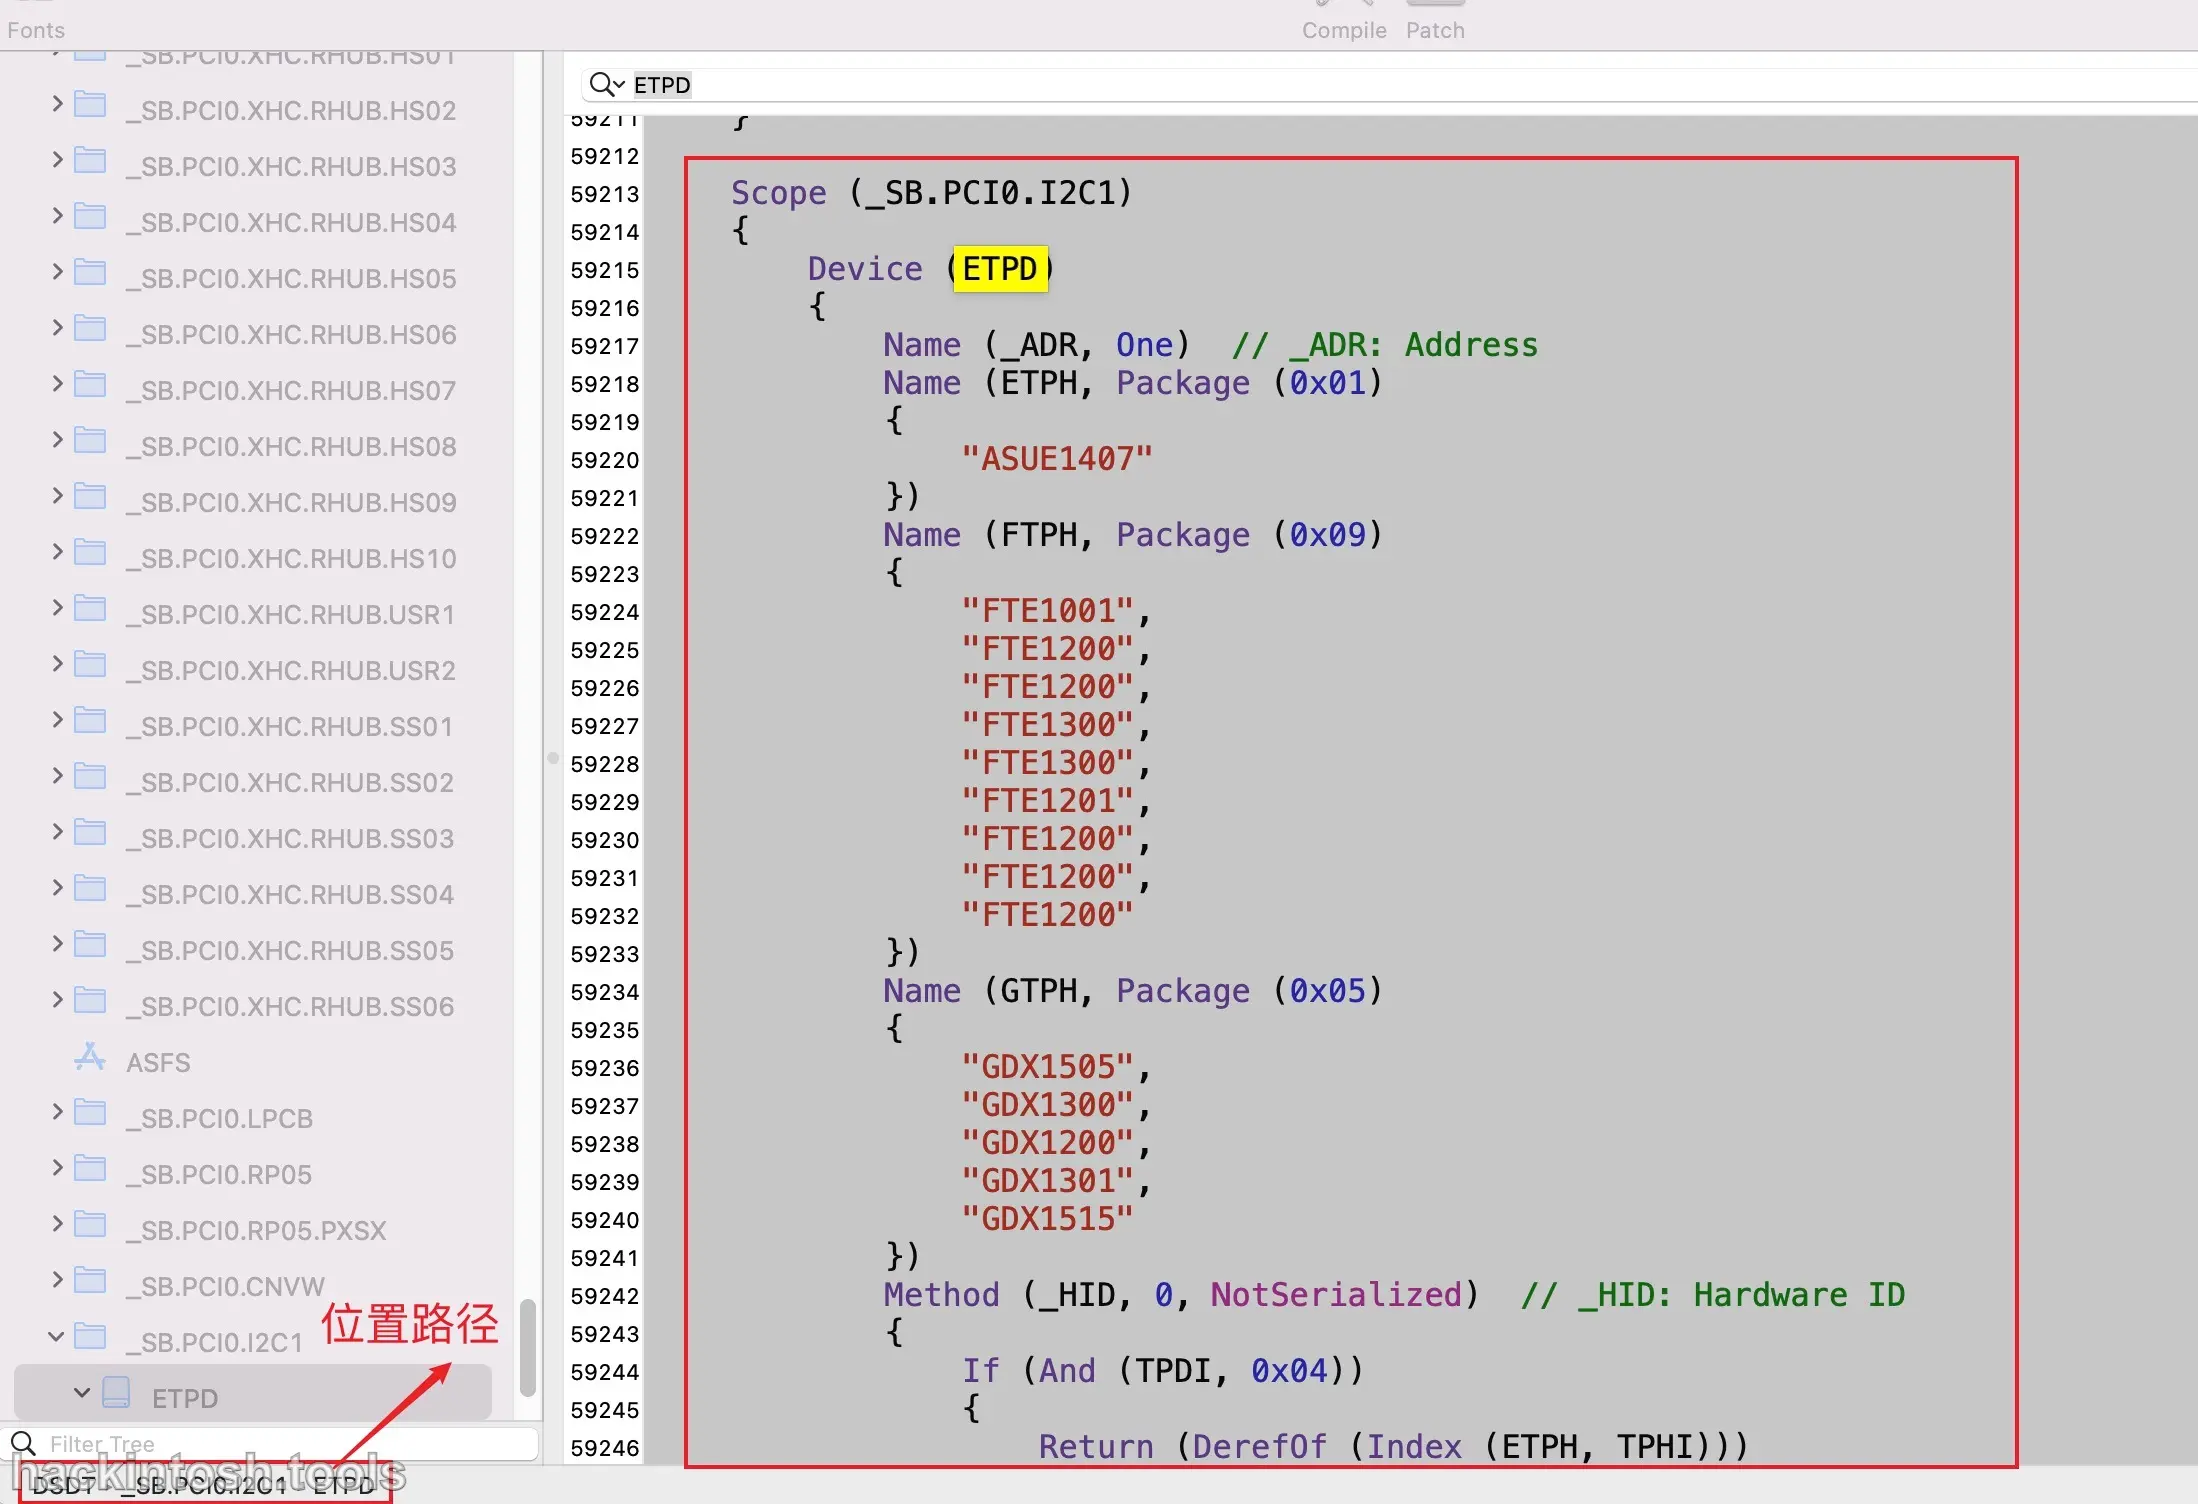 Fonts
Compile
Patch
_SB.PCI0.XHC.RHUB.HS01
_SB.PCI0.XHC.RHUB.HS02
_SB.PCI0.XHC.RHUB.HS03
_SB.PCI0.XHC.RHUB.HS04
_SB.PCI0.XHC.RHUB.HS05
_SB.PCI0.XHC.RHUB.HS06
_SB.PCI0.XHC.RHUB.HS07
_SB.PCI0.XHC.RHUB.HS08
_SB.PCI0.XHC.RHUB.HS09
_SB.PCI0.XHC.RHUB.HS10
_SB.PCI0.XHC.RHUB.USR1
_SB.PCI0.XHC.RHUB.USR2
_SB.PCI0.XHC.RHUB.SS01
_SB.PCI0.XHC.RHUB.SS02
_SB.PCI0.XHC.RHUB.SS03
_SB.PCI0.XHC.RHUB.SS04
_SB.PCI0.XHC.RHUB.SS05
_SB.PCI0.XHC.RHUB.SS06
ASFS
_SB.PCI0.LPCB
_SB.PCI0.RP05
_SB.PCI0.RP05.PXSX
_SB.PCI0.CNVW
位置路径
_SB.PCI0.I2C1
ETPD
Filter Tree
hackintosh.tools
DSDT _SB.PCI0.I2C1 ETPD
ETPD
59211 }
59212
59213 Scope (_SB.PCI0.I2C1)
59214 {
59215 Device (ETPD)
59216 {
59217 Name (_ADR, One) // _ADR: Address
59218 Name (ETPH, Package (0x01)
59219 {
59220 "ASUE1407"
59221 })
59222 Name (FTPH, Package (0x09)
59223 {
59224 "FTE1001",
59225 "FTE1200",
59226 "FTE1200",
59227 "FTE1300",
59228 "FTE1300",
59229 "FTE1201",
59230 "FTE1200",
59231 "FTE1200",
59232 "FTE1200"
59233 })
59234 Name (GTPH, Package (0x05)
59235 {
59236 "GDX1505",
59237 "GDX1300",
59238 "GDX1200",
59239 "GDX1301",
59240 "GDX1515"
59241 })
59242 Method (_HID, 0, NotSerialized) // _HID: Hardware ID
59243 {
59244 If (And (TPDI, 0x04))
59245 {
59246 Return (DerefOf (Index (ETPH, TPHI)))